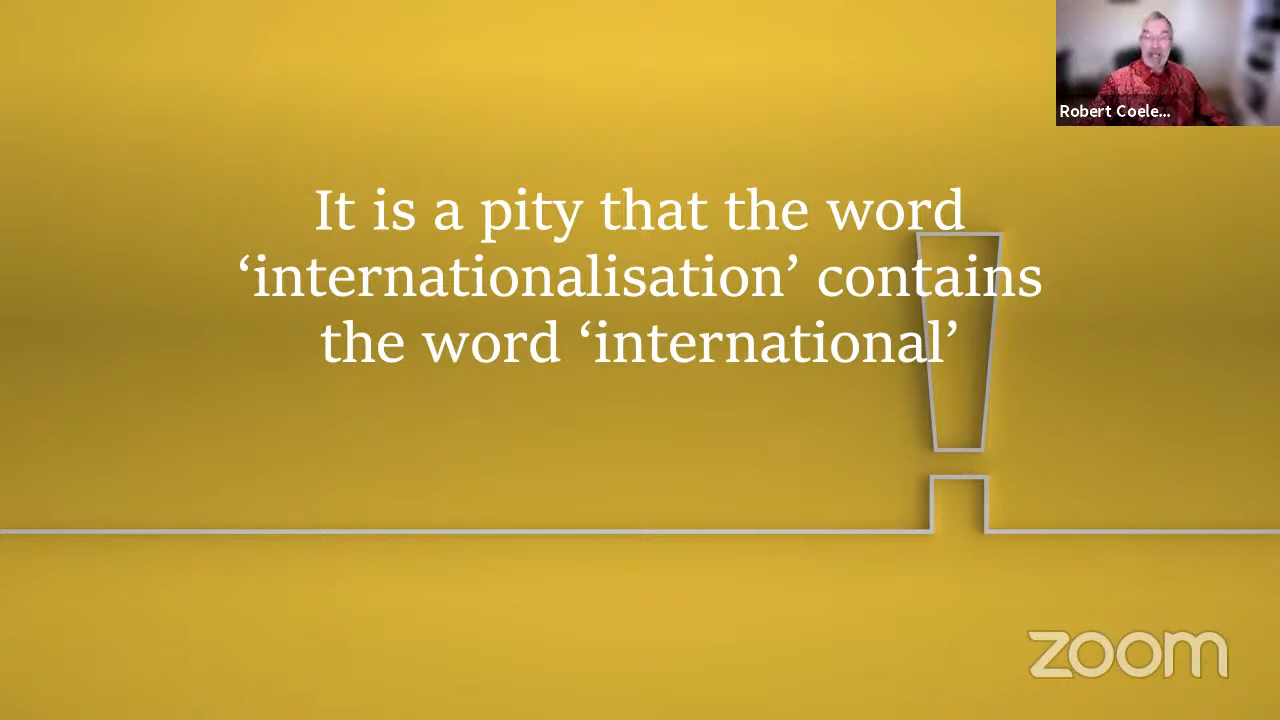 Robert Coele...
It is a pity that the word
‘internationalisation’ contains
the word ‘international’
zoom